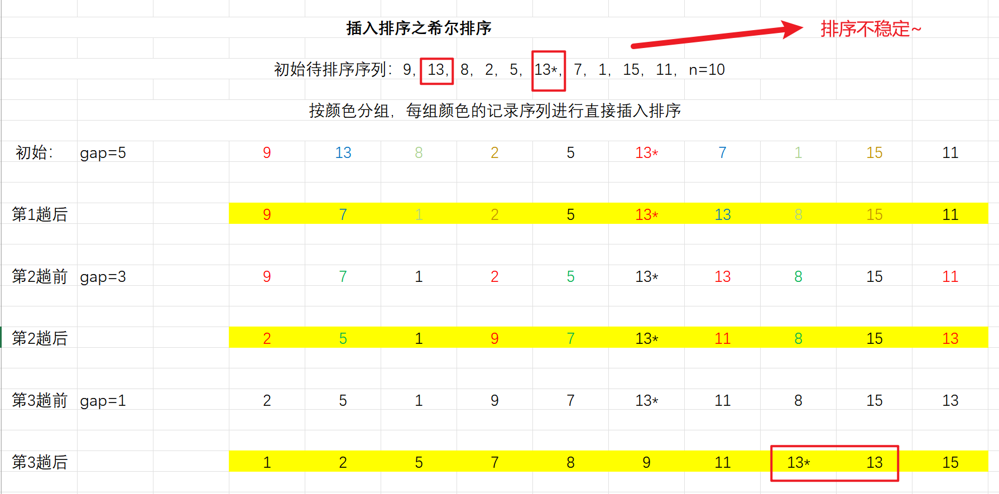 插入排序之希尔排序
排序不稳定~
初始待排序序列：9，13，8，2，5，13*，7，1，15，11，n=10
按颜色分组，每组颜色的记录序列进行直接插入排序
初始： gap=5 9 13 8 2 5 13* 7 1 15 11
第1趟后 9 7 1 2 5 13* 13 8 15 11
第2趟前 gap=3 9 7 1 2 5 13* 13 8 15 11
第2趟后 2 5 1 9 7 13* 11 8 15 13
第3趟前 gap=1 2 5 1 9 7 13* 11 8 15 13
第3趟后 1 2 5 7 8 9 11 13* 13 15